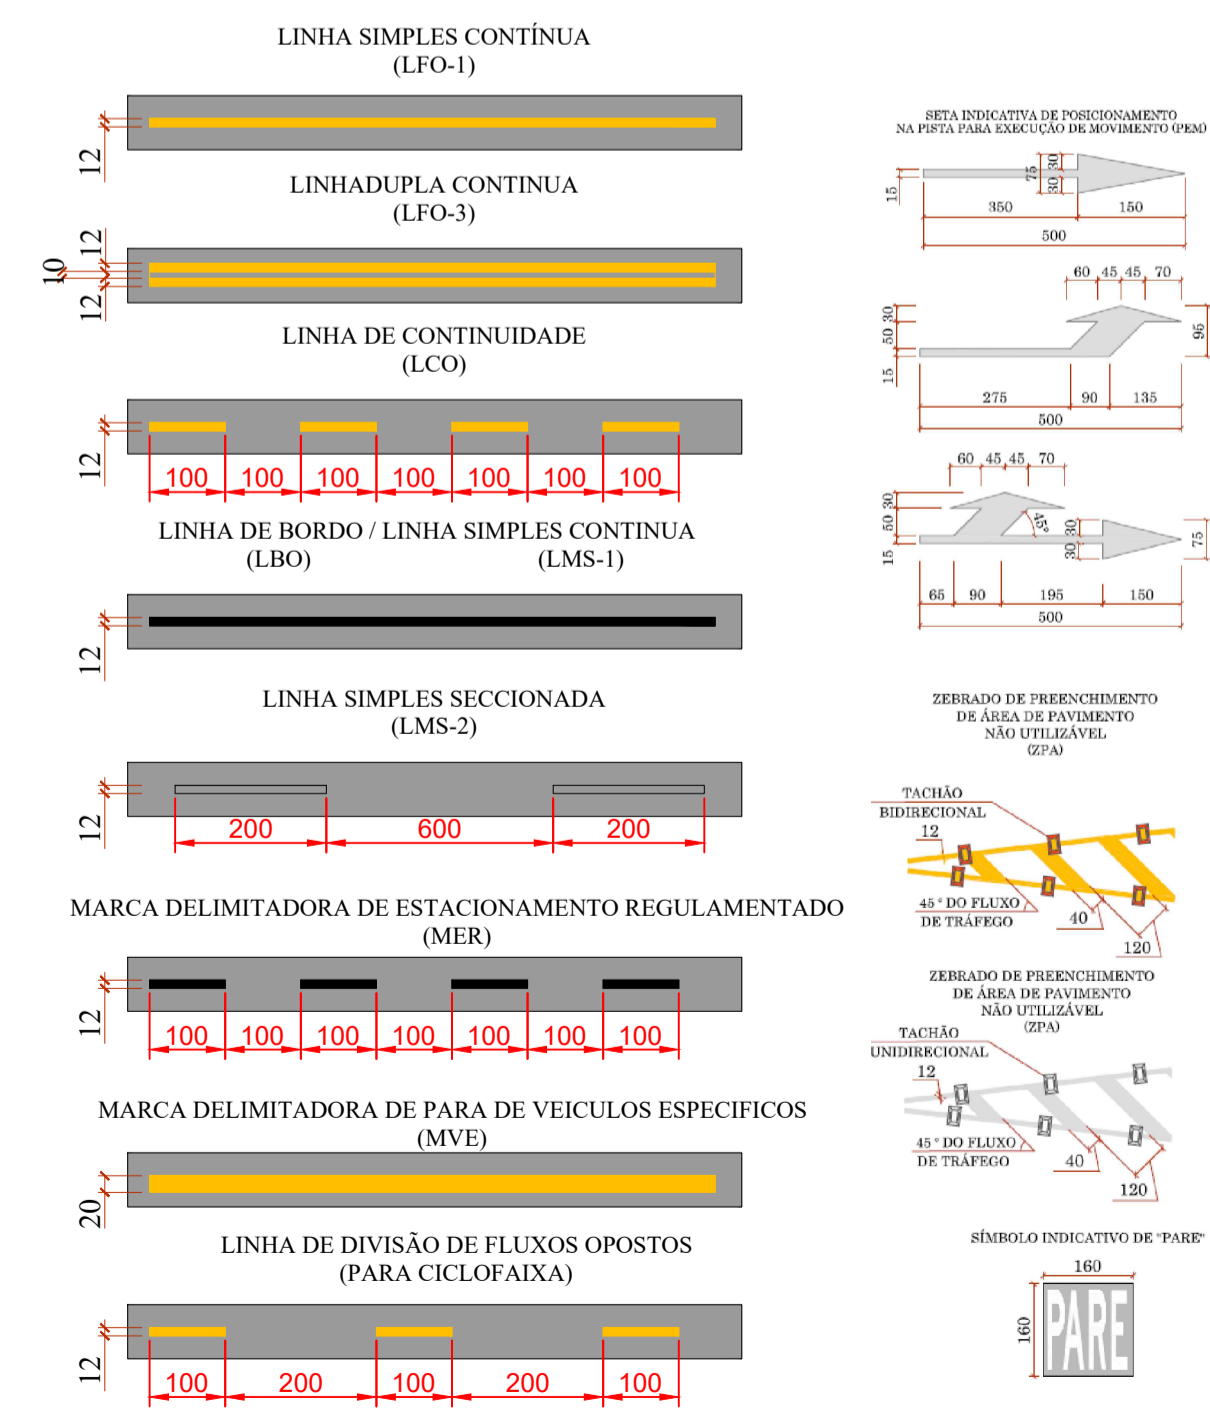 LINHA SIMPLES CONTÍNUA
(LFO-1)
12
LINHADUPLA CONTINUA
(LFO-3)
12
10
12
LINHA DE CONTINUIDADE
(LCO)
12
100 100 100 100 100 100 100
LINHA DE BORDO / LINHA SIMPLES CONTINUA
(LBO) (LMS-1)
12
LINHA SIMPLES SECCIONADA
(LMS-2)
12
200 600 200
MARCA DELIMITADORA DE ESTACIONAMENTO REGULAMENTADO
(MER)
12
100 100 100 100 100 100 100
MARCA DELIMITADORA DE PARA DE VEICULOS ESPECIFICOS
(MVE)
20
LINHA DE DIVISÃO DE FLUXOS OPOSTOS
(PARA CICLOFAIXA)
12
100 200 100 200 100
SETA INDICATIVA DE POSICIONAMENTO
NA PISTA PARA EXECUÇÃO DE MOVIMENTO (PEM)
15
75
30
30
350 150
500
60 45 45 70
30
50
15
95
275 90 135
500
60 45 45 70
30
50
15
45°
30
30
75
65 90 195 150
500
ZEBRADO DE PREENCHIMENTO
DE ÁREA DE PAVIMENTO
NÃO UTILIZÁVEL
(ZPA)
TACHÃO
BIDIRECIONAL
12
45 º DO FLUXO
DE TRÁFEGO
40
120
ZEBRADO DE PREENCHIMENTO
DE ÁREA DE PAVIMENTO
NÃO UTILIZÁVEL
(ZPA)
TACHÃO
UNIDIRECIONAL
12
45 º DO FLUXO
DE TRÁFEGO
40
120
SÍMBOLO INDICATIVO DE "PARE"
160
160
PARE